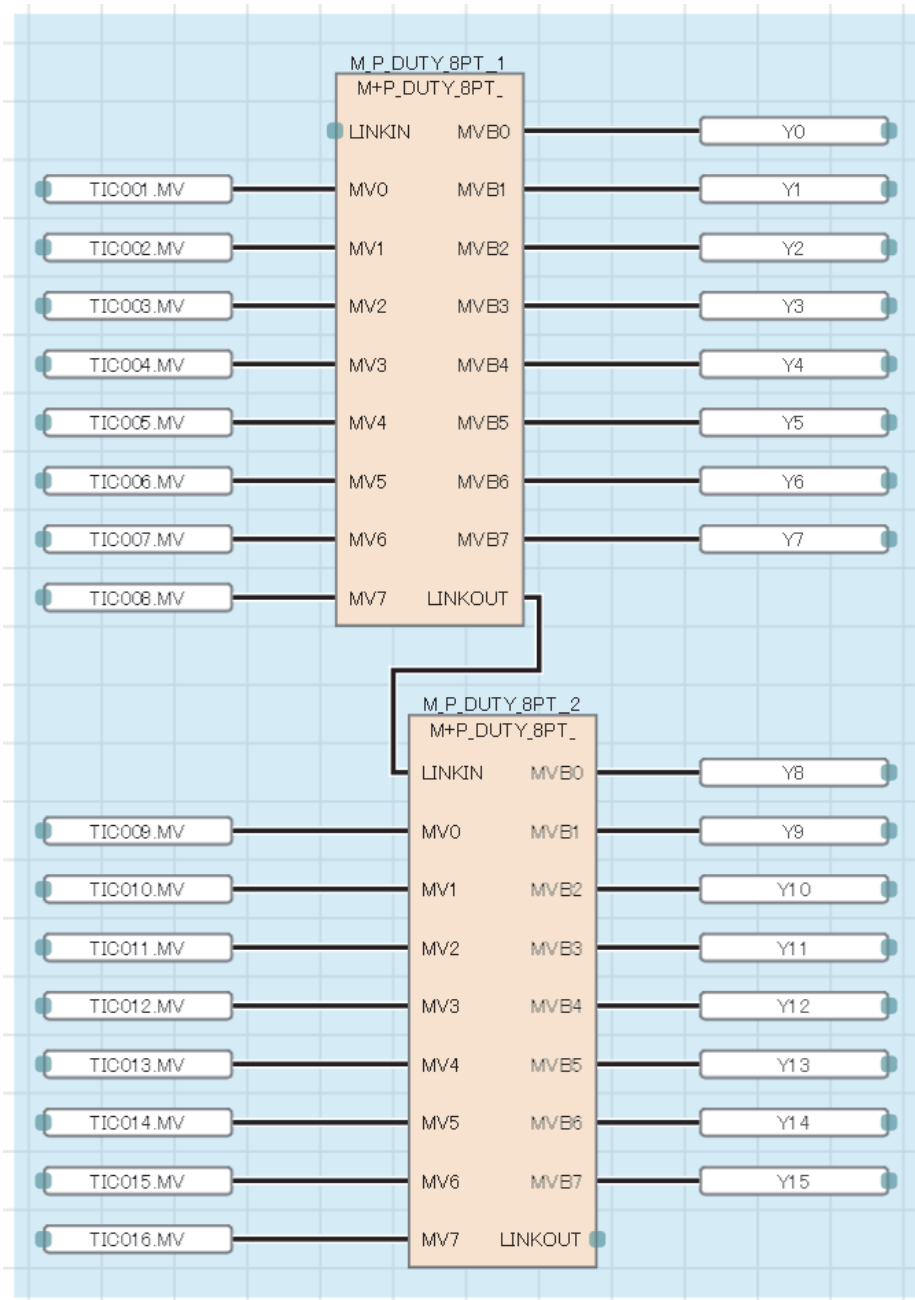 M_P_DUTY_8PT_1
M+P_DUTY_8PT_
LINKIN MVB0 Y0
TIC001.MV MV0 MVB1 Y1
TIC002.MV MV1 MVB2 Y2
TIC003.MV MV2 MVB3 Y3
TIC004.MV MV3 MVB4 Y4
TIC005.MV MV4 MVB5 Y5
TIC006.MV MV5 MVB6 Y6
TIC007.MV MV6 MVB7 Y7
TIC008.MV MV7 LINKOUT
M_P_DUTY_8PT_2
M+P_DUTY_8PT_
LINKIN MVB0 Y8
TIC009.MV MV0 MVB1 Y9
TIC010.MV MV1 MVB2 Y10
TIC011.MV MV2 MVB3 Y11
TIC012.MV MV3 MVB4 Y12
TIC013.MV MV4 MVB5 Y13
TIC014.MV MV5 MVB6 Y14
TIC015.MV MV6 MVB7 Y15
TIC016.MV MV7 LINKOUT